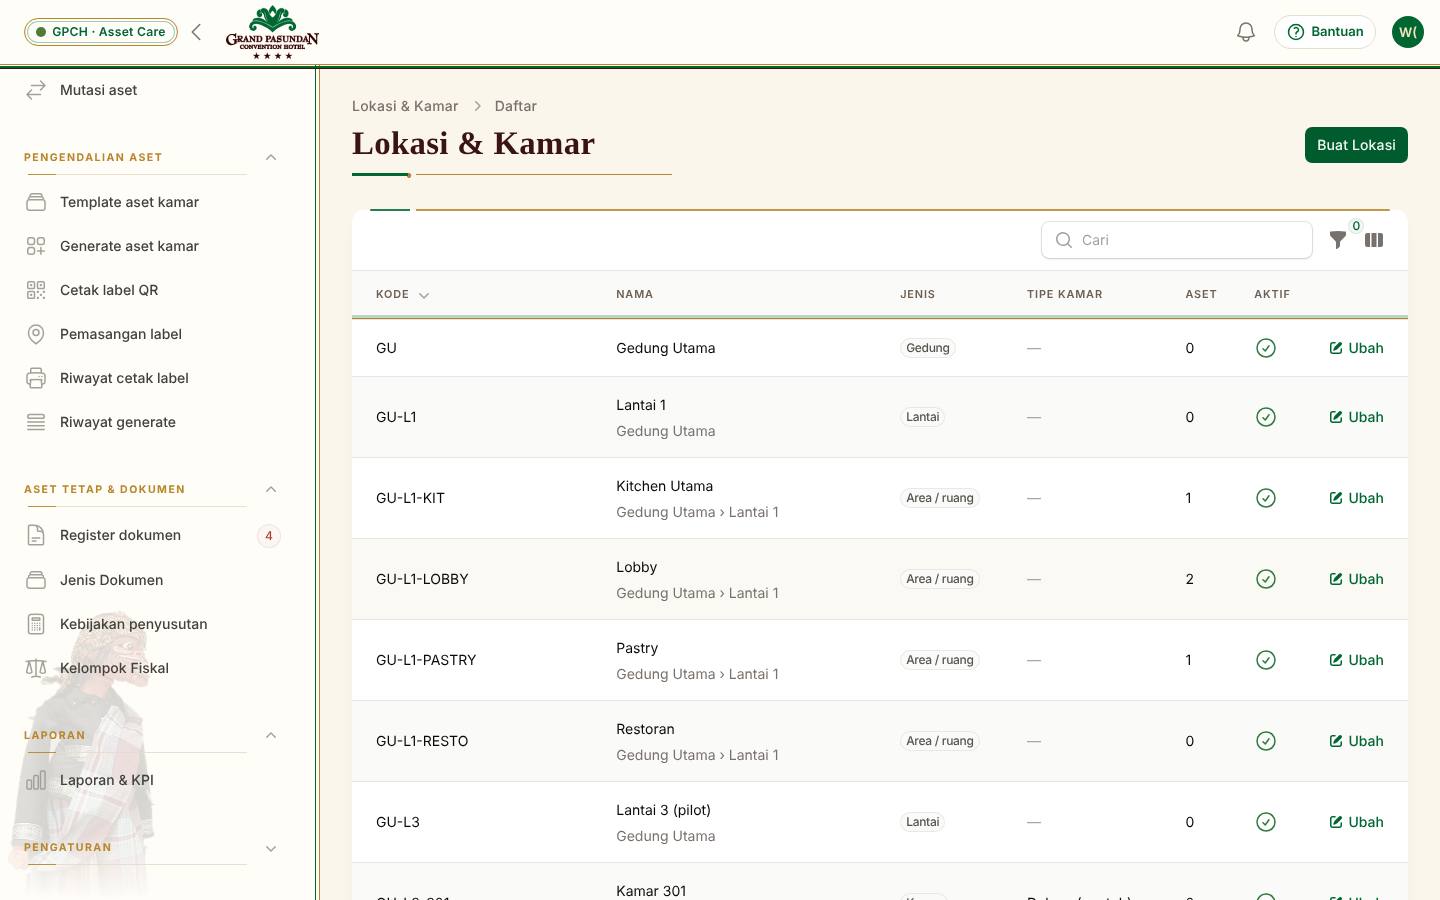 GPCH · Asset Care
GRAND PASUNDAN
CONVENTION HOTEL
Bantuan
W(
Mutasi aset
PENGENDALIAN ASET
Template aset kamar
Generate aset kamar
Cetak label QR
Pemasangan label
Riwayat cetak label
Riwayat generate
ASET TETAP & DOKUMEN
Register dokumen 4
Jenis Dokumen
Kebijakan penyusutan
Kelompok Fiskal
LAPORAN
Laporan & KPI
PENGATURAN
Lokasi & Kamar > Daftar
Lokasi & Kamar
Buat Lokasi
Cari
0
KODE NAMA JENIS TIPE KAMAR ASET AKTIF
GU Gedung Utama Gedung — 0 Ubah
GU-L1 Lantai 1 Lantai — 0 Ubah
Gedung Utama
GU-L1-KIT Kitchen Utama Area / ruang — 1 Ubah
Gedung Utama › Lantai 1
GU-L1-LOBBY Lobby Area / ruang — 2 Ubah
Gedung Utama › Lantai 1
GU-L1-PASTRY Pastry Area / ruang — 1 Ubah
Gedung Utama › Lantai 1
GU-L1-RESTO Restoran Area / ruang — 0 Ubah
Gedung Utama › Lantai 1
GU-L3 Lantai 3 (pilot) Lantai — 0 Ubah
Gedung Utama
Kamar 301
Ubah